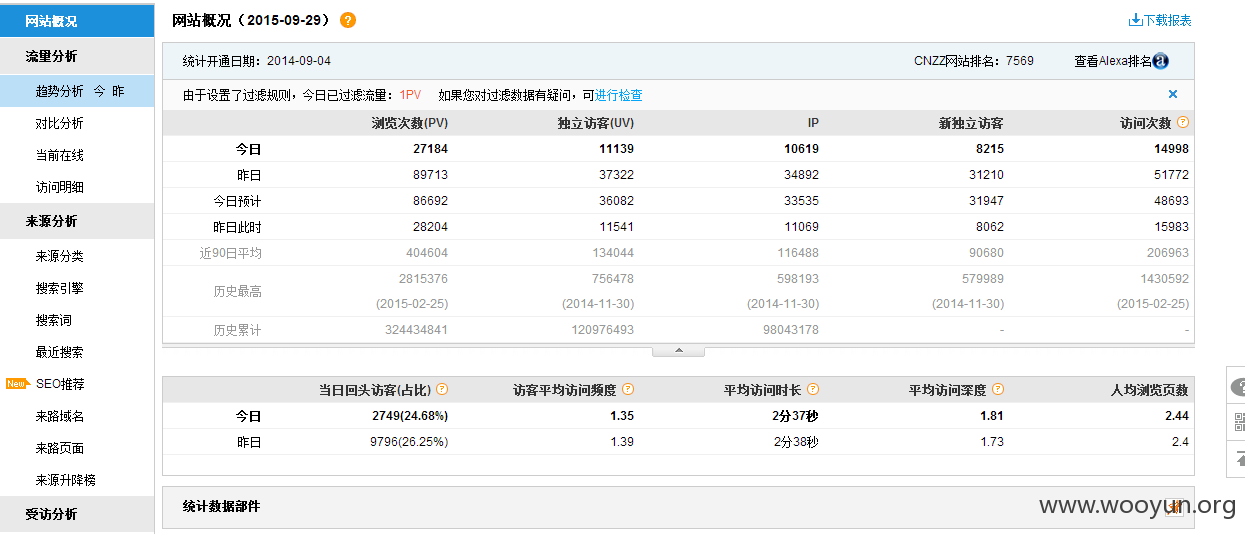 网站概况
流量分析
趋势分析 今 昨
对比分析
当前在线
访问明细
来源分析
来源分类
搜索引擎
搜索词
最近搜索
New SEO推荐
来路域名
来路页面
来源升降榜
受访分析
网站概况（2015-09-29） ?
下载报表
统计开通日期：2014-09-04 CNZZ网站排名：7569 查看Alexa排名 a
由于设置了过滤规则，今日已过滤流量：1PV 如果您对过滤数据有疑问，可进行检查 ×
浏览次数(PV) 独立访客(UV) IP 新独立访客 访问次数 ?
今日 27184 11139 10619 8215 14998
昨日 89713 37322 34892 31210 51772
今日预计 86692 36082 33535 31947 48693
昨日此时 28204 11541 11069 8062 15983
近90日平均 404604 134044 116488 90680 206963
历史最高 2815376 756478 598193 579989 1430592
(2015-02-25) (2014-11-30) (2014-11-30) (2014-11-30) (2015-02-25)
历史累计 324434841 120976493 98043178 - -
当日回头访客(占比) ? 访客平均访问频度 ? 平均访问时长 ? 平均访问深度 ? 人均浏览页数
今日 2749(24.68%) 1.35 2分37秒 1.81 2.44
昨日 9796(26.25%) 1.39 2分38秒 1.73 2.4
统计数据部件
www.wooyun.org
?